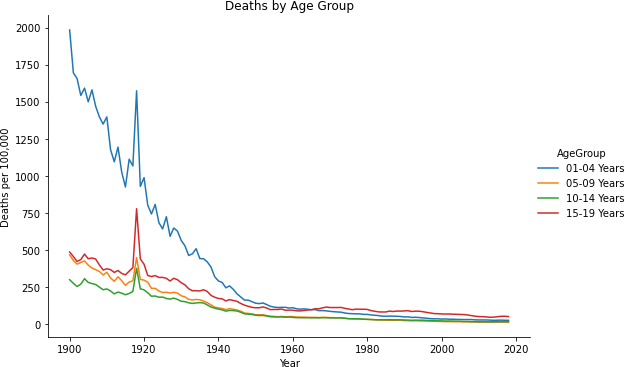 Deaths by Age Group
2000
1750
1500
1250
1000
750
500
250
0
Deaths per 100,000
1900
1920
1940
1960
1980
2000
2020
Year
AgeGroup
01-04 Years
05-09 Years
10-14 Years
15-19 Years